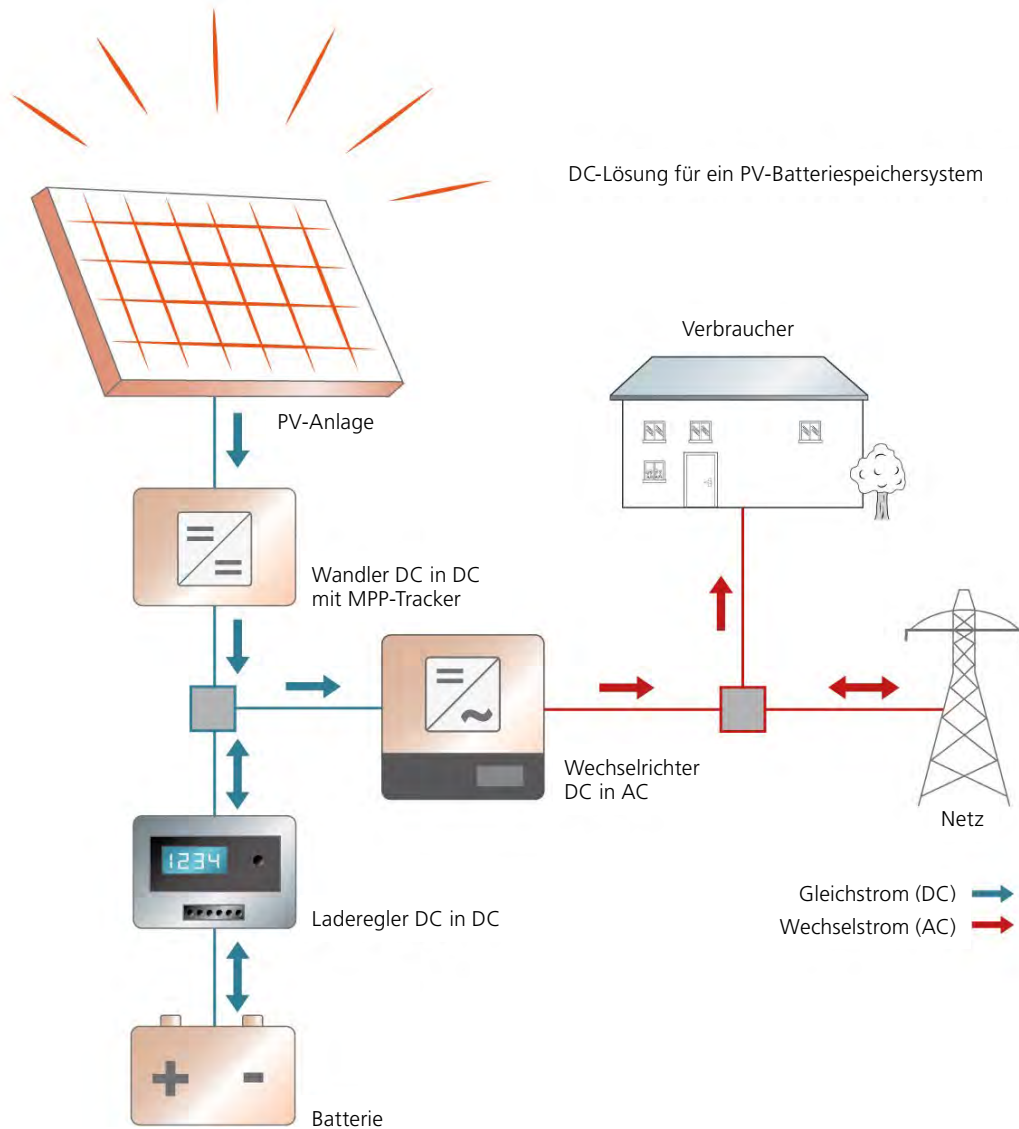 DC-Lösung für ein PV-Batteriespeichersystem
Verbraucher
PV-Anlage
Wandler DC in DC
mit MPP-Tracker
Wechselrichter
DC in AC
Netz
1234
Laderegler DC in DC
Gleichstrom (DC)
Wechselstrom (AC)
+ -
Batterie